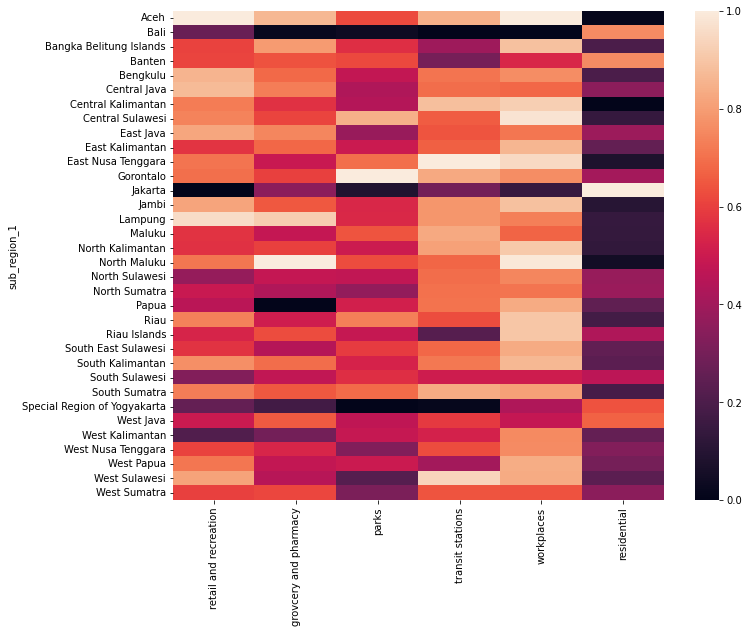 sub_region_1
Aceh
Bali
Bangka Belitung Islands
Banten
Bengkulu
Central Java
Central Kalimantan
Central Sulawesi
East Java
East Kalimantan
East Nusa Tenggara
Gorontalo
Jakarta
Jambi
Lampung
Maluku
North Kalimantan
North Maluku
North Sulawesi
North Sumatra
Papua
Riau
Riau Islands
South East Sulawesi
South Kalimantan
South Sulawesi
South Sumatra
Special Region of Yogyakarta
West Java
West Kalimantan
West Nusa Tenggara
West Papua
West Sulawesi
West Sumatra
retail and recreation
grovcery and pharmacy
parks
transit stations
workplaces
residential
1.0
0.8
0.6
0.4
0.2
0.0